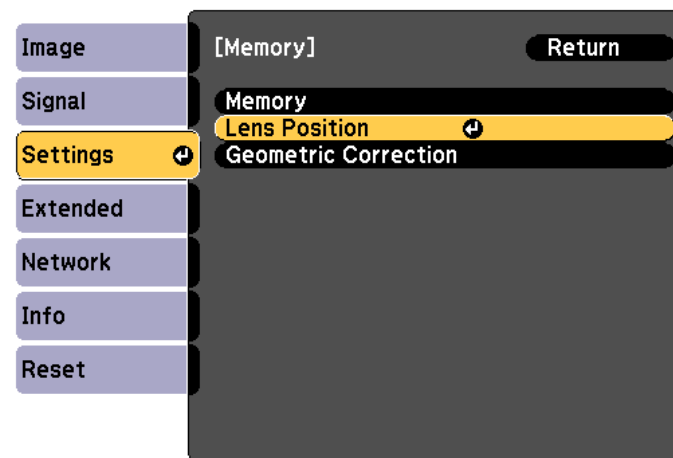 Image
Signal
Settings
Extended
Network
Info
Reset
[Memory] Return
Memory
Lens Position
Geometric Correction